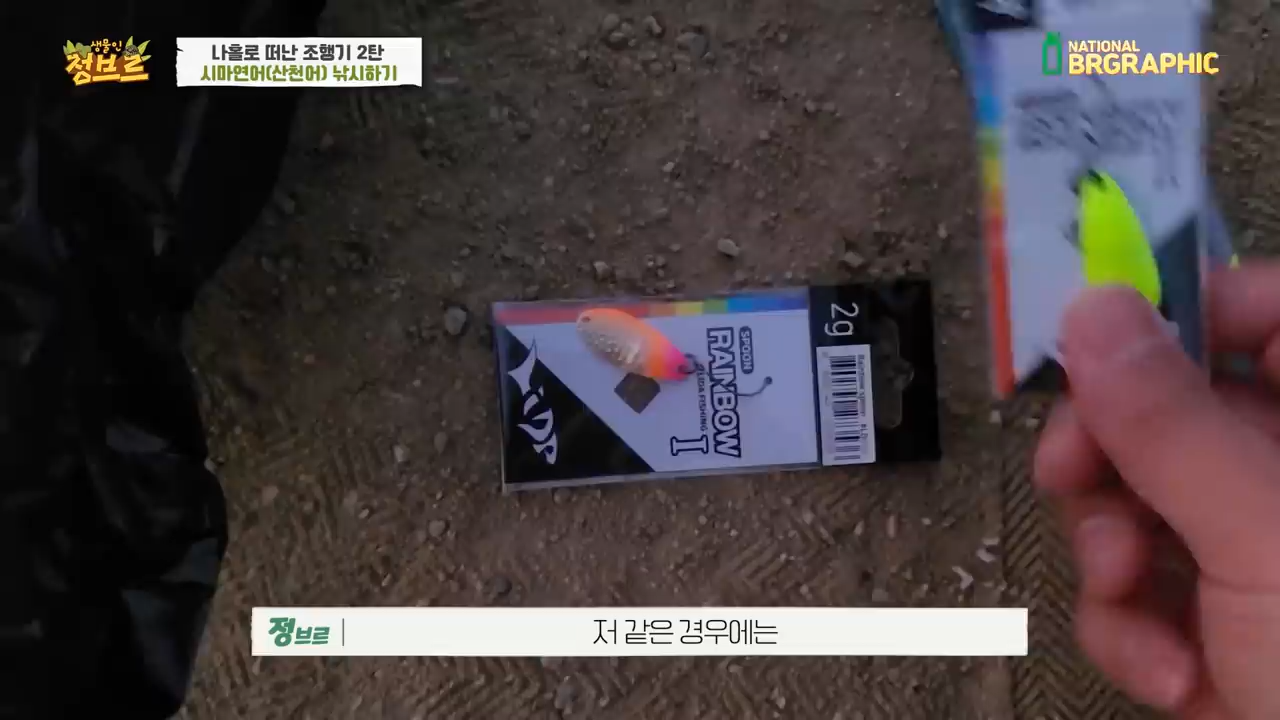 생물인
정브르
나홀로 떠난 조행기 2탄
시마연어(산천어) 낚시하기
NATIONAL
BRGRAPHIC
SPOON
RAINBOW
I
2g
정브르
저 같은 경우에는